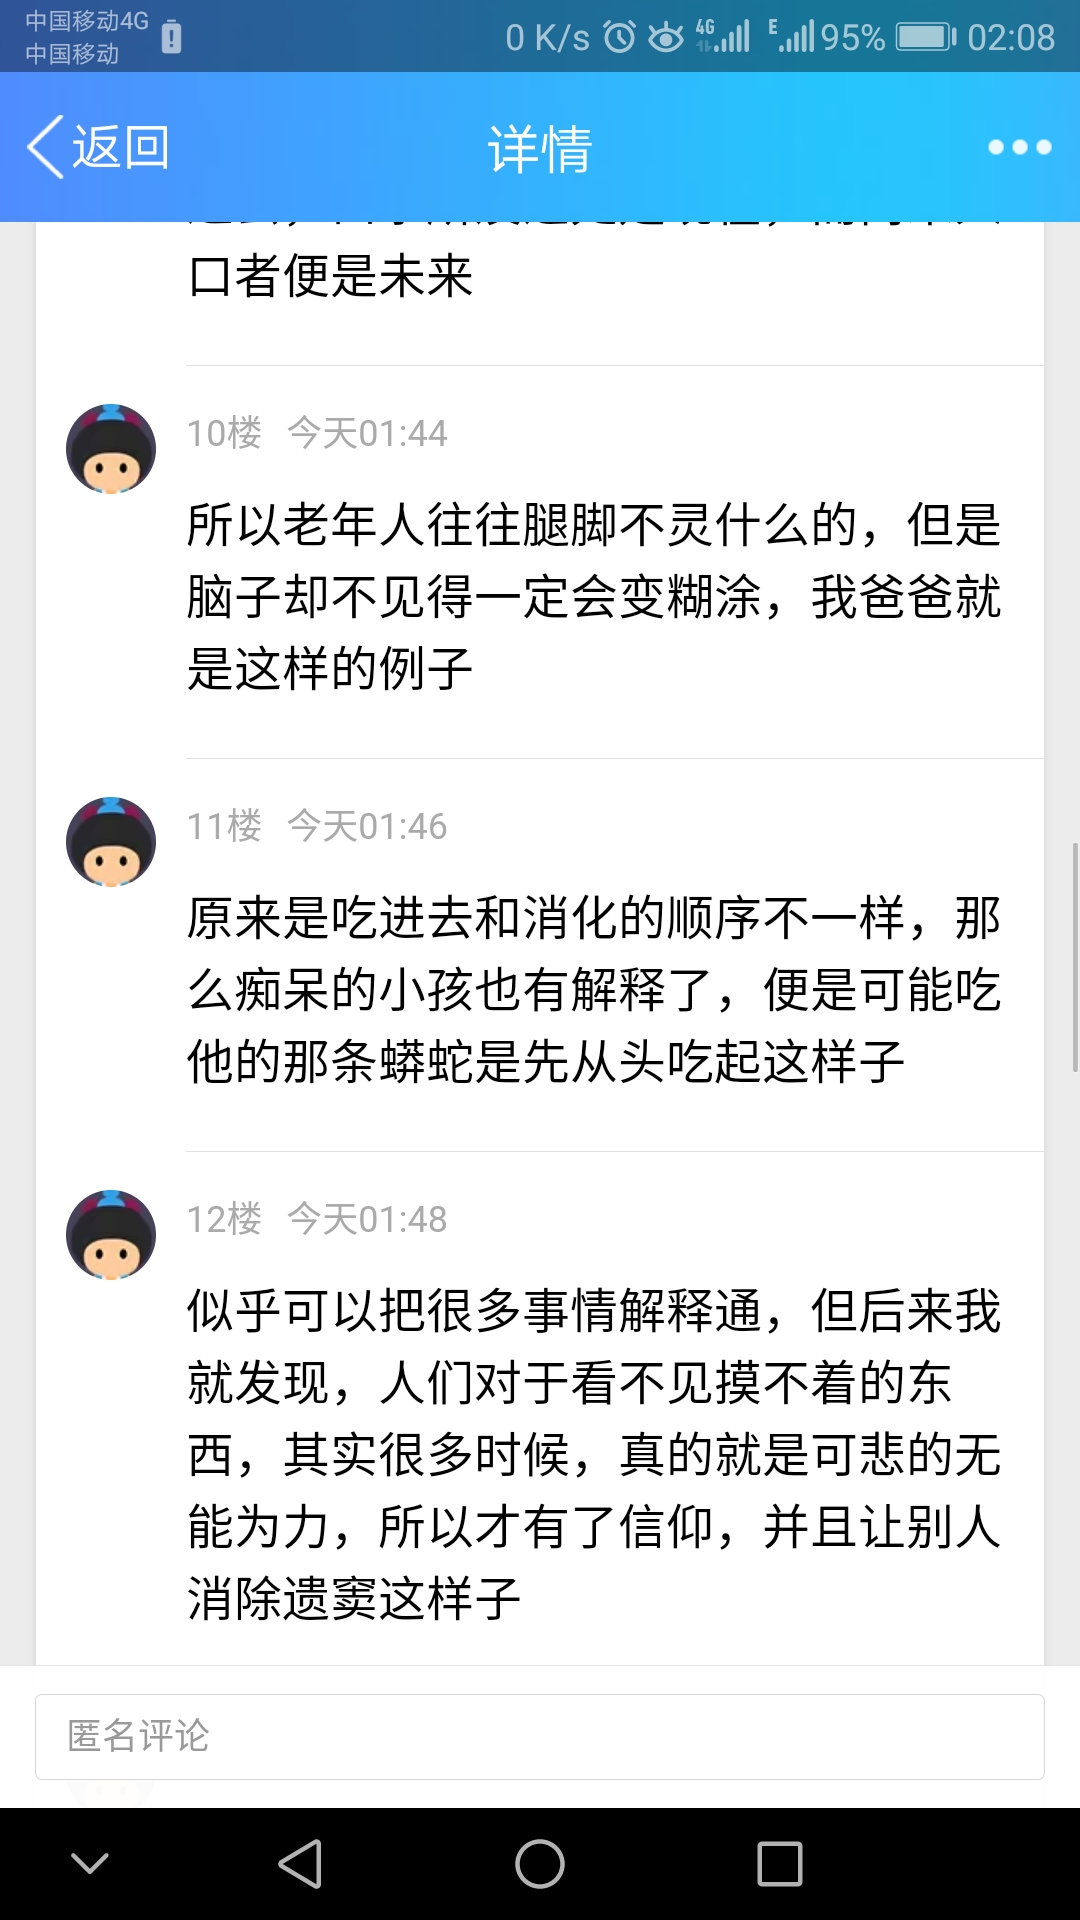 中国移动4G
中国移动
0 K/s 4G E 95% 02:08
返回 详情
口者便是未来
10楼 今天01:44
所以老年人往往腿脚不灵什么的，但是
脑子却不见得一定会变糊涂，我爸爸就
是这样的例子
11楼 今天01:46
原来是吃进去和消化的顺序不一样，那
么痴呆的小孩也有解释了，便是可能吃
他的那条蟒蛇是先从头吃起这样子
12楼 今天01:48
似乎可以把很多事情解释通，但后来我
就发现，人们对于看不见摸不着的东
西，其实很多时候，真的就是可悲的无
能为力，所以才有了信仰，并且让别人
消除遗窦这样子
匿名评论